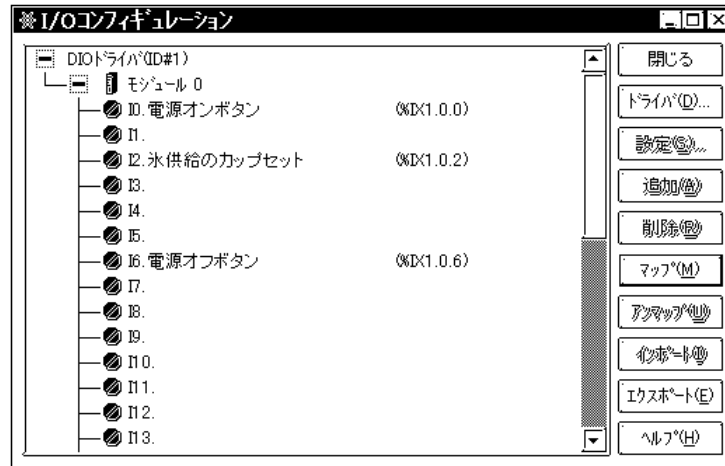 I/Oコンフィギュレーション
DIOドライバ(ID#1)
モジュール 0
I0.電源オンボタン (%IX1.0.0)
I1.
I2.氷供給のカップセット (%IX1.0.2)
I3.
I4.
I5.
I6.電源オフボタン (%IX1.0.6)
I7.
I8.
I9.
I10.
I11.
I12.
I13.
閉じる
ドライバ(D)...
設定(S)...
追加(A)
削除(R)
マップ(M)
アンマップ(U)
インポート(I)
エクスポート(E)
ヘルプ(H)